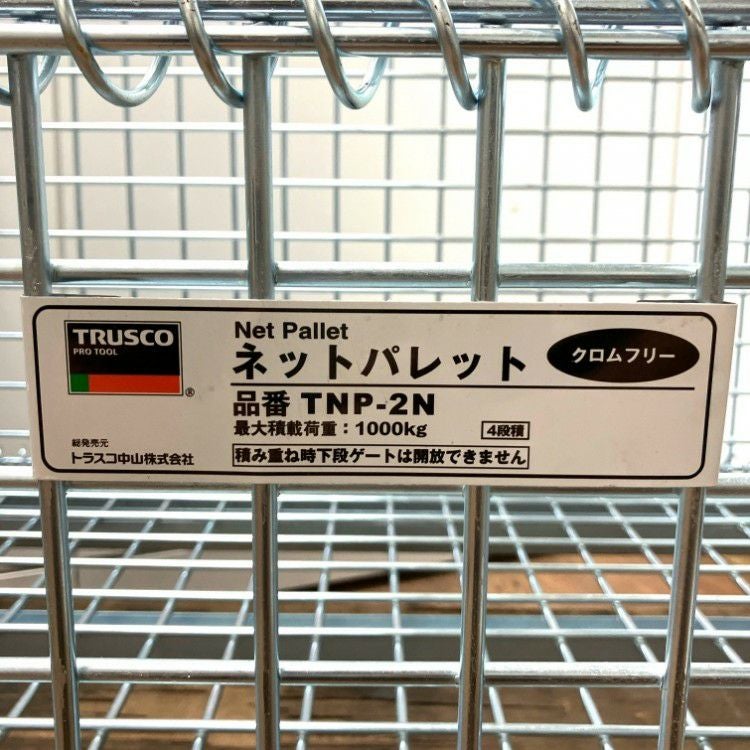 TRUSCO
PRO TOOL
®
総発売元
トラスコ中山株式会社
Net Pallet
ネットパレット
クロムフリー
品番 TNP-2N
最大積載荷重：1000kg
4段積
積み重ね時下段ゲートは開放できません